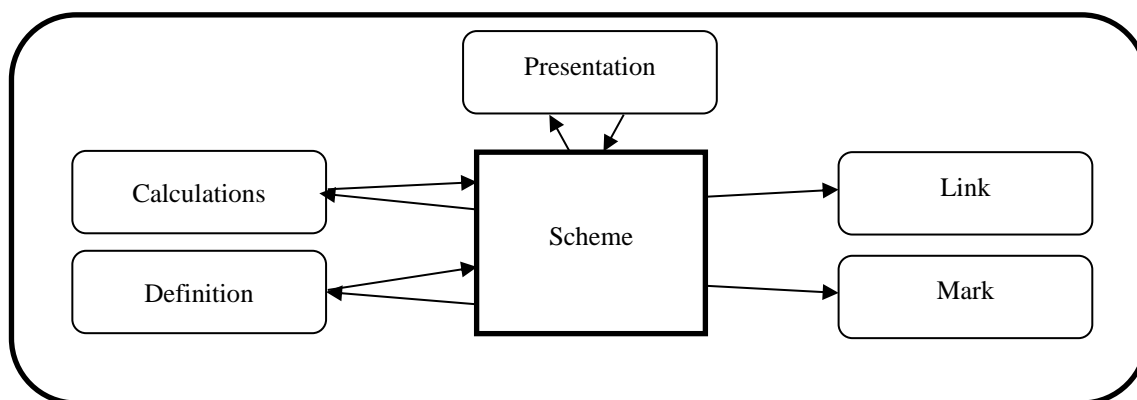 Presentation
Calculations
Link
Scheme
Definition
Mark